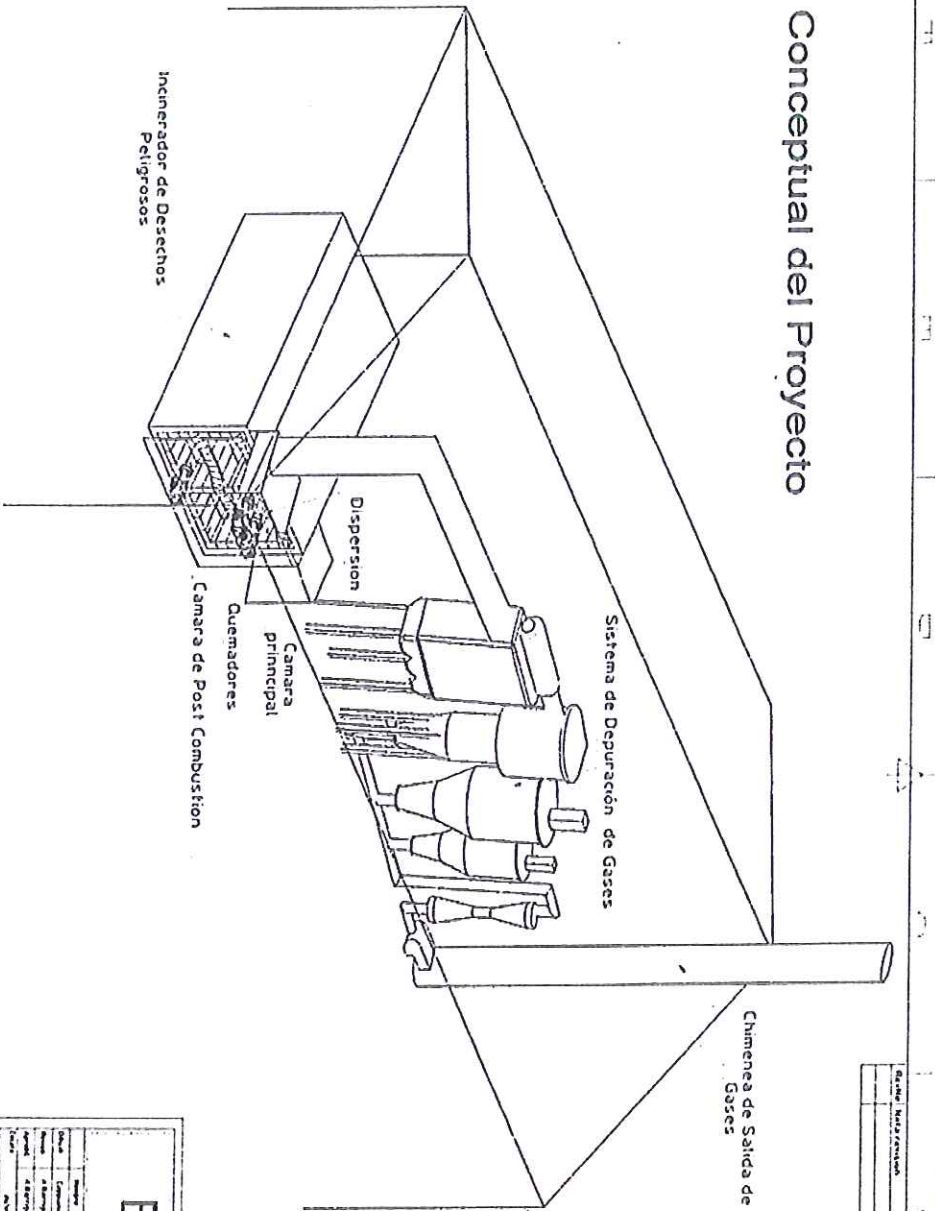 Conceptual del Proyecto
Chimenea de Salida de
Gases
Sistema de Depuración de Gases
Dispersion
Camara
prinncipal
Quemadores
Camara de Post Combustion
Incinerador de Desechos
Peligrosos